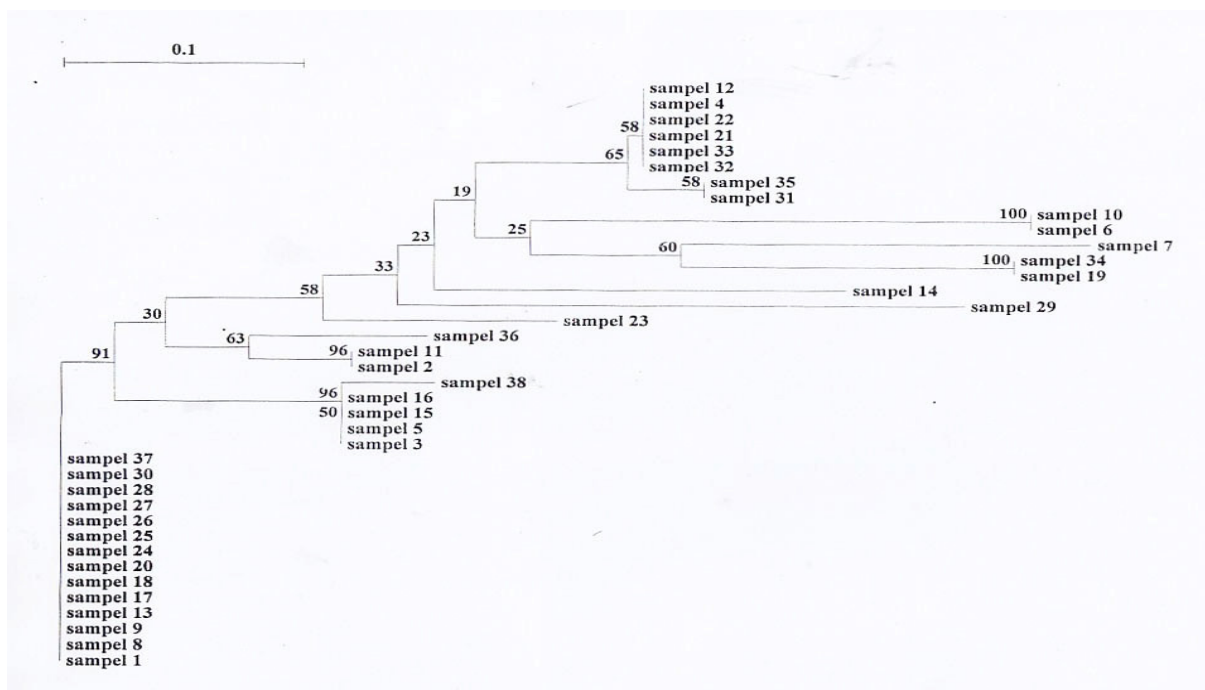 0.1
sampel 12
sampel 4
sampel 22
58
sampel 21
sampel 33
65
sampel 32
58 sampel 35
sampel 31
19
100 sampel 10
25
sampel 6
23
60
sampel 7
100 sampel 34
33
sampel 19
58
sampel 14
sampel 29
30
sampel 23
63
sampel 36
91
96 sampel 11
sampel 2
sampel 38
96
sampel 16
50 sampel 15
sampel 5
sampel 3
sampel 37
sampel 30
sampel 28
sampel 27
sampel 26
sampel 25
sampel 24
sampel 20
sampel 18
sampel 17
sampel 13
sampel 9
sampel 8
sampel 1